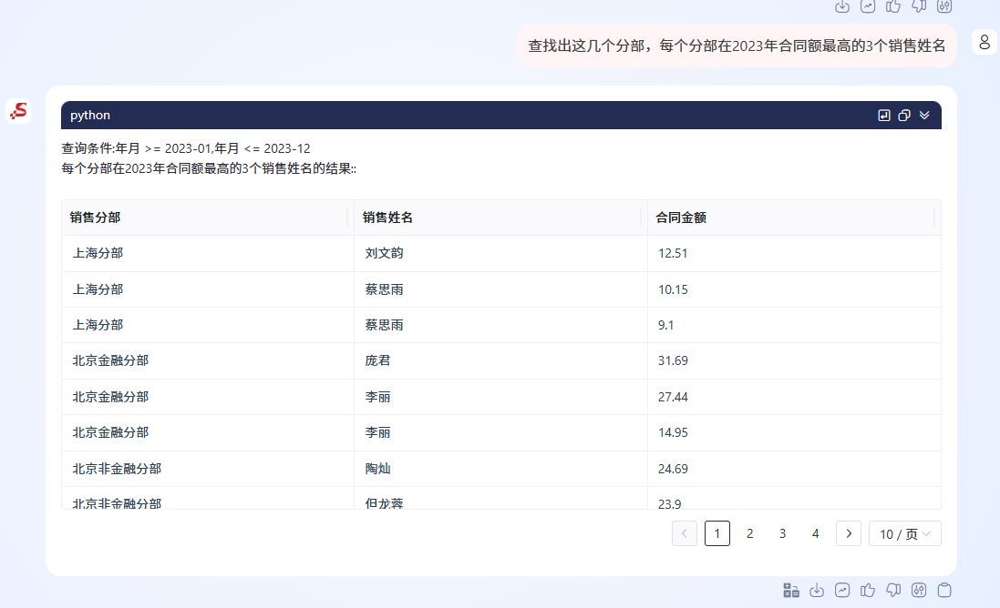 查找出这几个分部，每个分部在2023年合同额最高的3个销售姓名
python
查询条件:年月 >= 2023-01,年月 <= 2023-12
每个分部在2023年合同额最高的3个销售姓名的结果::
销售分部 销售姓名 合同金额
上海分部 刘文韵 12.51
上海分部 蔡思雨 10.15
上海分部 蔡思雨 9.1
北京金融分部 庞君 31.69
北京金融分部 李丽 27.44
北京金融分部 李丽 14.95
北京非金融分部 陶灿 24.69
北京非金融分部 但龙蓉 23.9
1 2 3 4 10 / 页